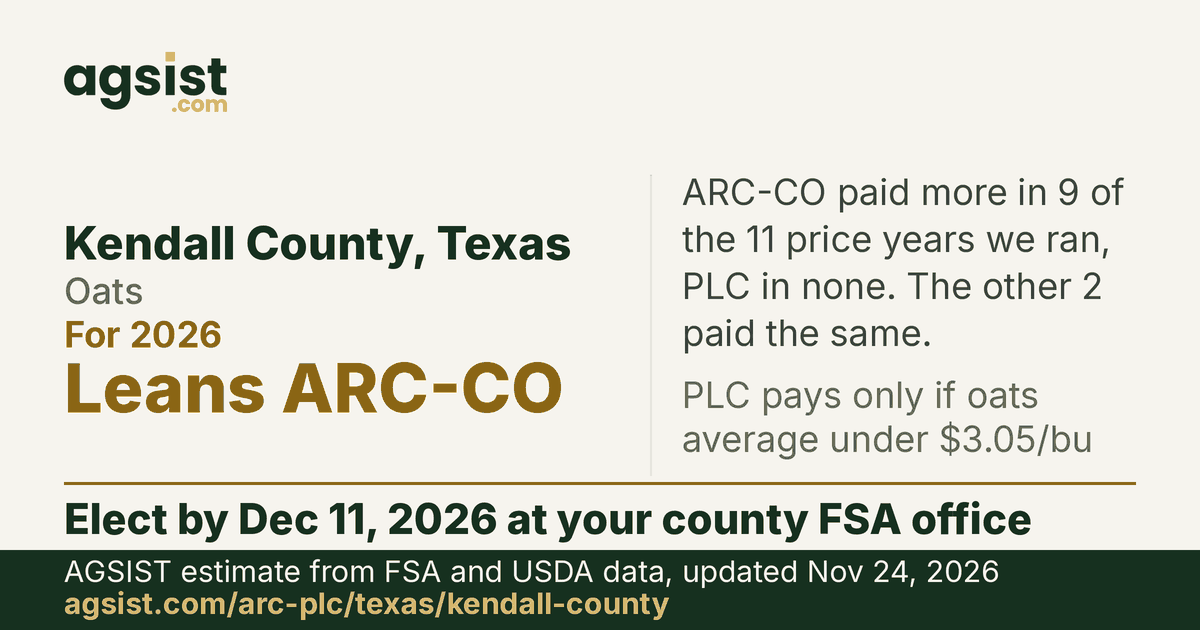 agsist
.com
Kendall County, Texas
Oats
For 2026
Leans ARC-CO
ARC-CO paid more in 9 of
the 11 price years we ran,
PLC in none. The other 2
paid the same.
PLC pays only if oats
average under $3.05/bu
Elect by Dec 11, 2026 at your county FSA office
AGSIST estimate from FSA and USDA data, updated Nov 24, 2026
agsist.com/arc-plc/texas/kendall-county